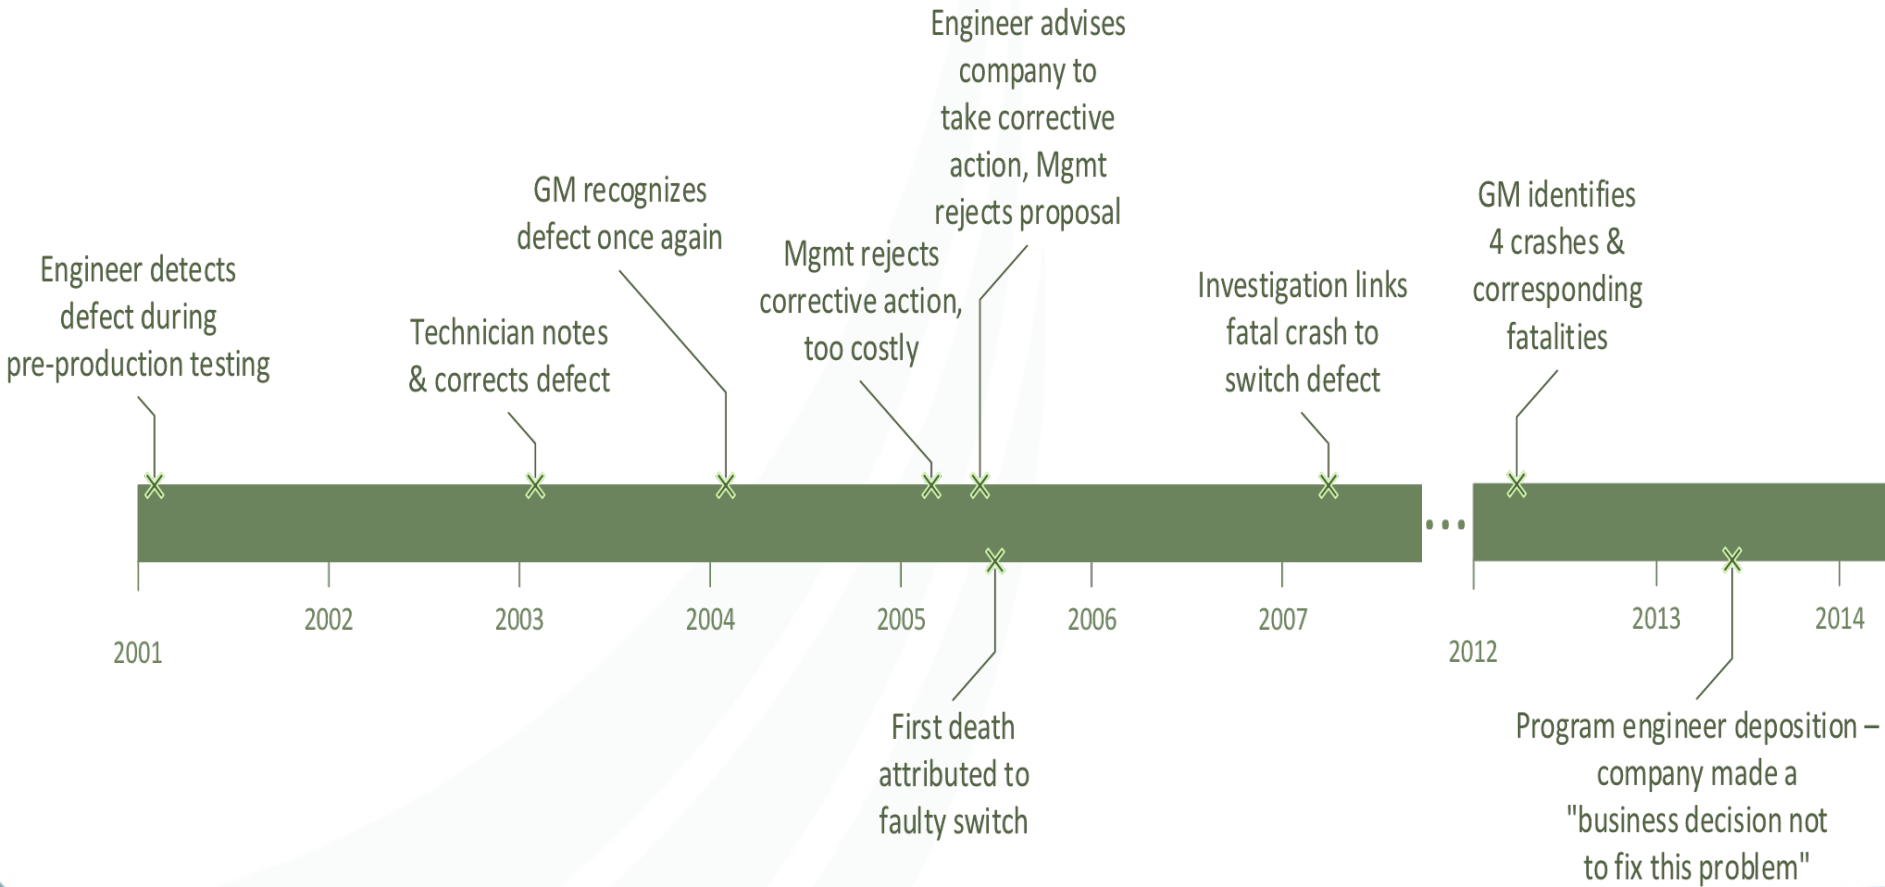 Engineer detects
defect during
pre-production testing
Technician notes
& corrects defect
GM recognizes
defect once again
Mgmt rejects
corrective action,
too costly
Engineer advises
company to
take corrective
action, Mgmt
rejects proposal
Investigation links
fatal crash to
switch defect
GM identifies
4 crashes &
corresponding
fatalities
...
2001
2002
2003
2004
2005
2006
2007
2012
2013
2014
First death
attributed to
faulty switch
Program engineer deposition –
company made a
"business decision not
to fix this problem"